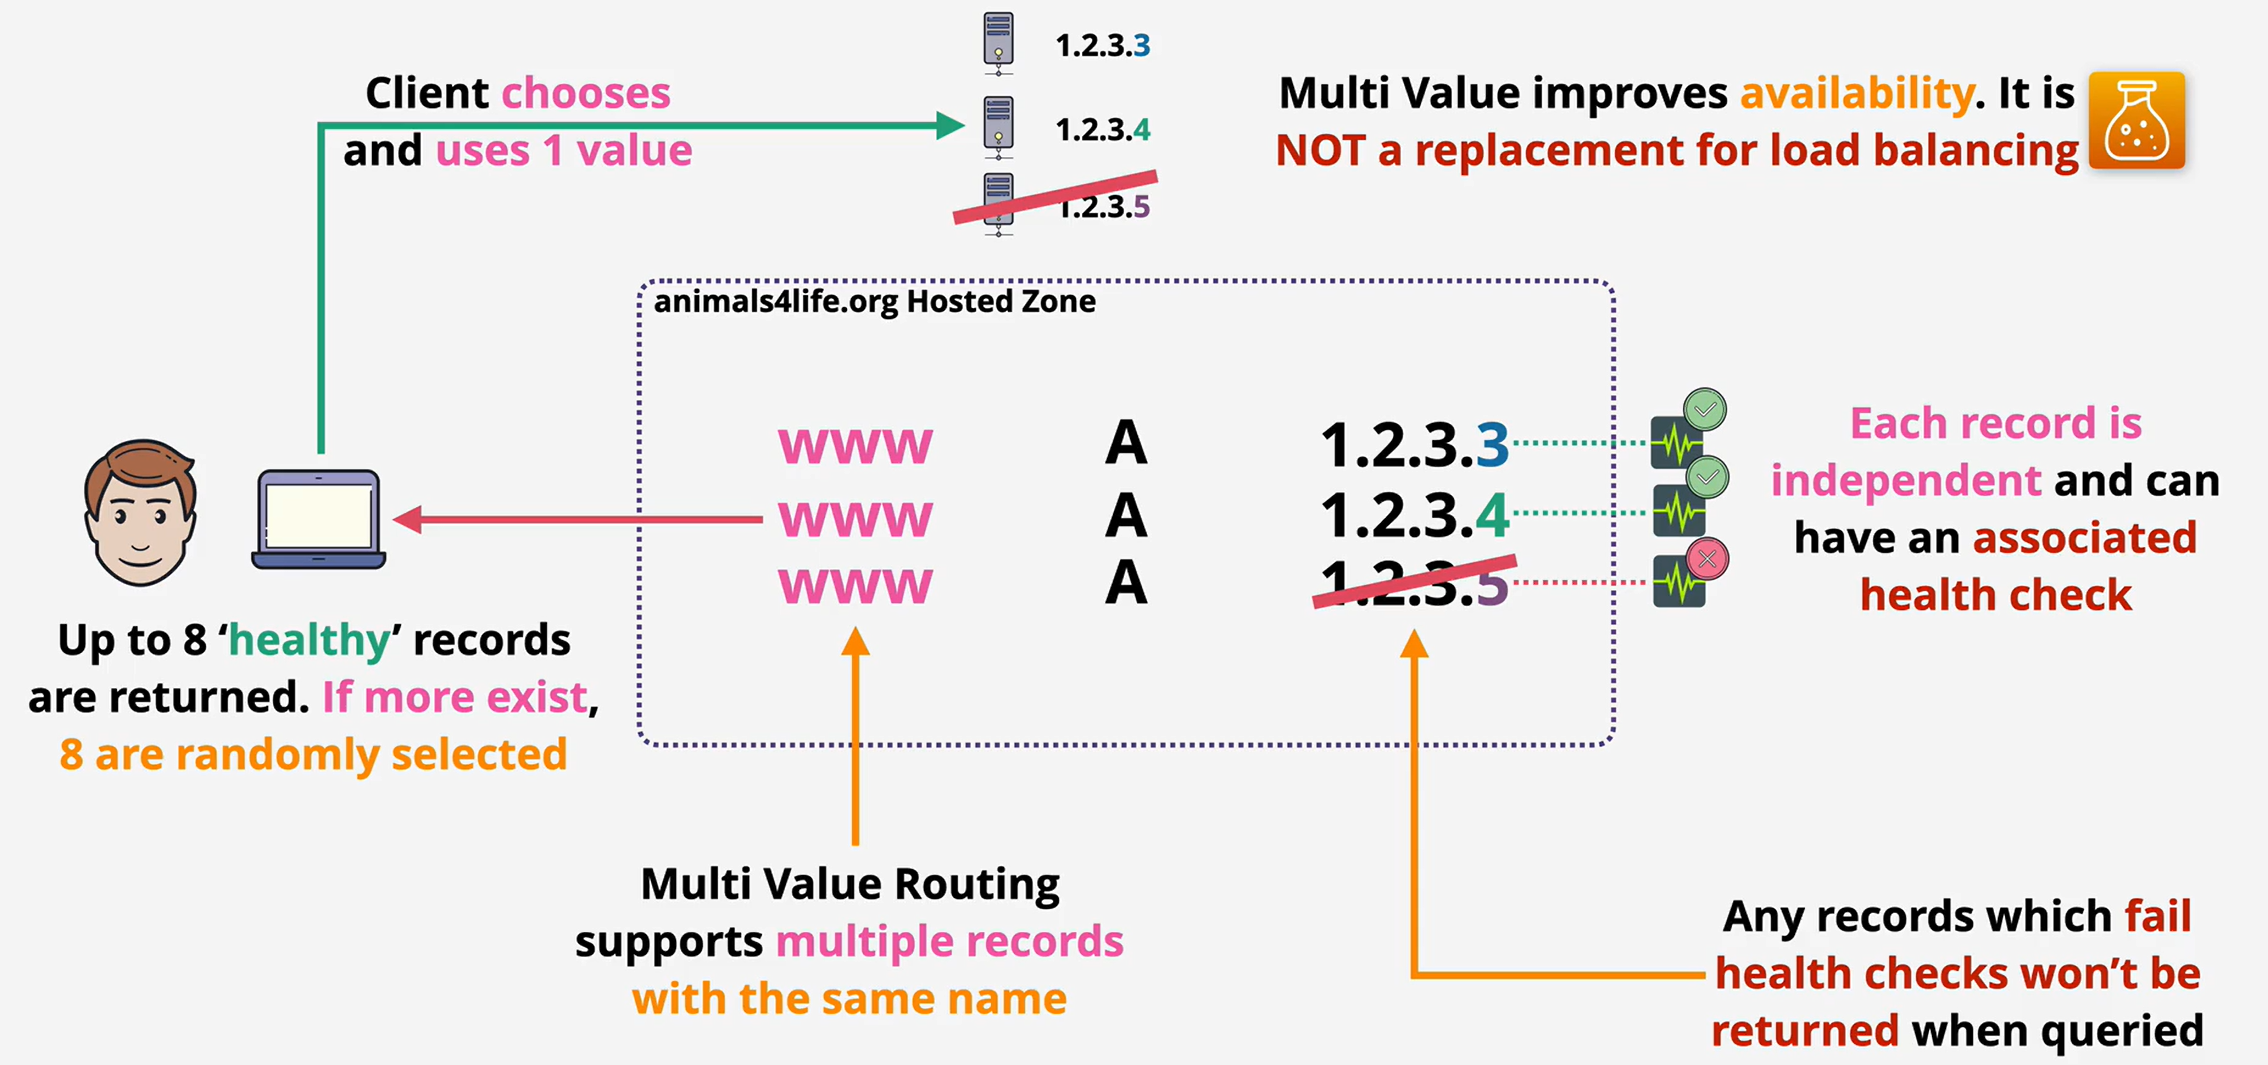 1.2.3.3
Client chooses
and uses 1 value
1.2.3.4
1.2.3.5
Multi Value improves availability. It is
NOT a replacement for load balancing
animals4life.org Hosted Zone
www A 1.2.3.3
www A 1.2.3.4
www A 1.2.3.5
Each record is
independent and can
have an associated
health check
Up to 8 ‘healthy’ records
are returned. If more exist,
8 are randomly selected
Multi Value Routing
supports multiple records
with the same name
Any records which fail
health checks won’t be
returned when queried